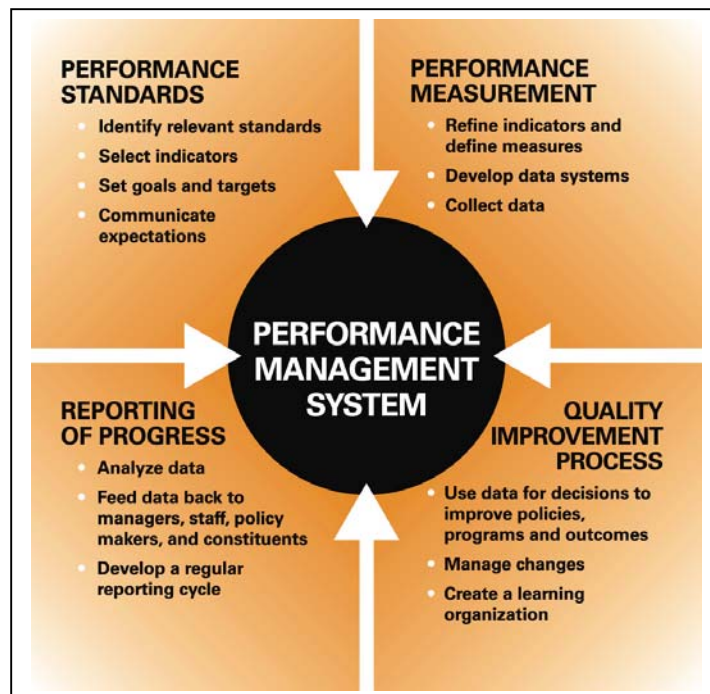 PERFORMANCE
STANDARDS
• Identify relevant standards
• Select indicators
• Set goals and targets
• Communicate
expectations
PERFORMANCE
MEASUREMENT
• Refine indicators and
define measures
• Develop data systems
• Collect data
PERFORMANCE
MANAGEMENT
SYSTEM
REPORTING
OF PROGRESS
• Analyze data
• Feed data back to
managers, staff, policy
makers, and constituents
• Develop a regular
reporting cycle
QUALITY
IMPROVEMENT
PROCESS
• Use data for decisions to
improve policies,
programs and outcomes
• Manage changes
• Create a learning
organization